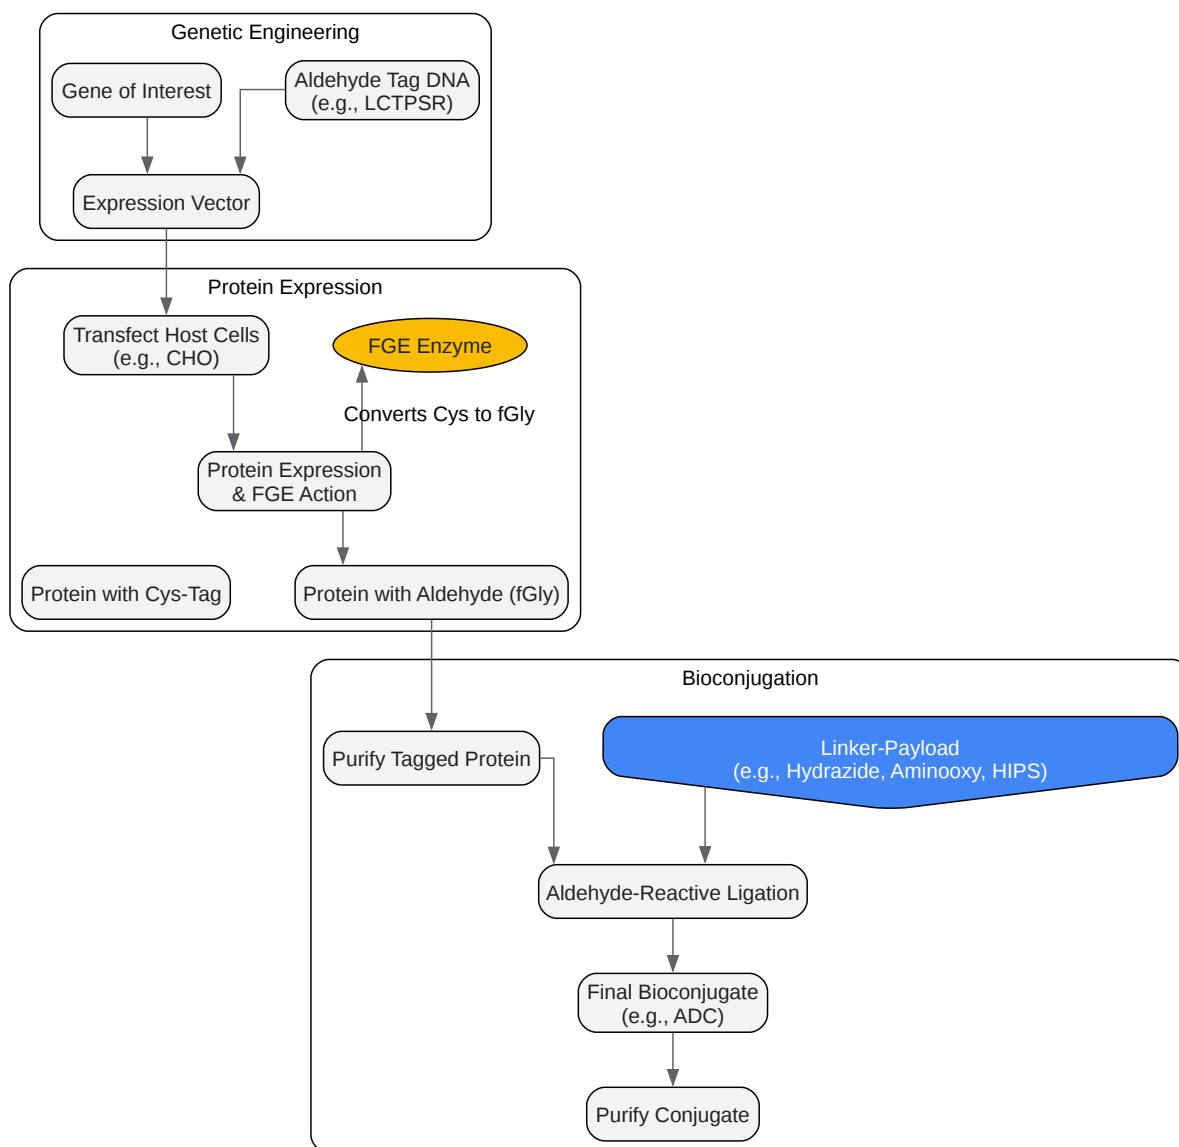 Genetic Engineering
Gene of Interest
Aldehyde Tag DNA
(e.g., LCTPSR)
Expression Vector
Protein Expression
Transfect Host Cells
(e.g., CHO)
FGE Enzyme
Converts Cys to fGly
Protein Expression
& FGE Action
Protein with Cys-Tag
Protein with Aldehyde (fGly)
Bioconjugation
Purify Tagged Protein
Linker-Payload
(e.g., Hydrazide, Aminooxy, HIPS)
Aldehyde-Reactive Ligation
Final Bioconjugate
(e.g., ADC)
Purify Conjugate